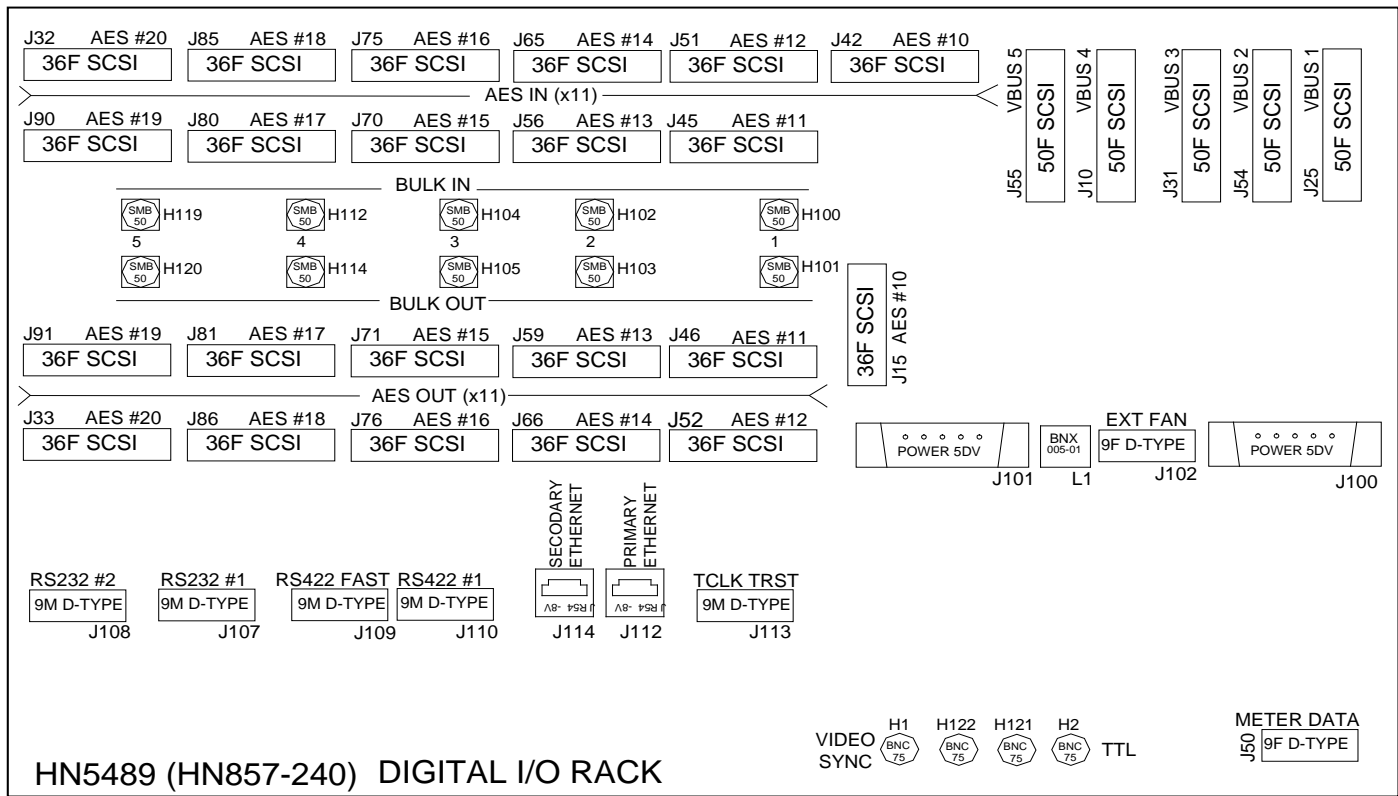 J32 AES #20 J85 AES #18 J75 AES #16 J65 AES #14 J51 AES #12 J42 AES #10
36F SCSI 36F SCSI 36F SCSI 36F SCSI 36F SCSI 36F SCSI
AES IN (x11)
J90 AES #19 J80 AES #17 J70 AES #15 J56 AES #13 J45 AES #11
36F SCSI 36F SCSI 36F SCSI 36F SCSI 36F SCSI
J55 VBUS 5
50F SCSI
J10 VBUS 4
50F SCSI
J31 VBUS 3
50F SCSI
J54 VBUS 2
50F SCSI
J25 VBUS 1
50F SCSI
BULK IN
SMB 50 H119 SMB 50 H112 SMB 50 H104 SMB 50 H102 SMB 50 H100
5 4 3 2 1
SMB 50 H120 SMB 50 H114 SMB 50 H105 SMB 50 H103 SMB 50 H101
BULK OUT
36F SCSI
J15 AES #10
J91 AES #19 J81 AES #17 J71 AES #15 J59 AES #13 J46 AES #11
36F SCSI 36F SCSI 36F SCSI 36F SCSI 36F SCSI
AES OUT (x11)
J33 AES #20 J86 AES #18 J76 AES #16 J66 AES #14 J52 AES #12
36F SCSI 36F SCSI 36F SCSI 36F SCSI 36F SCSI
EXT FAN
POWER 5DV BNX 005-01 9F D-TYPE POWER 5DV
J101 L1 J102 J100
SECODARY
ETHERNET
PRIMARY
ETHERNET
RS232 #2 RS232 #1 RS422 FAST RS422 #1 TCLK TRST
9M D-TYPE 9M D-TYPE 9M D-TYPE 9M D-TYPE J R54 -8V J R54 -8V 9M D-TYPE
J108 J107 J109 J110 J114 J112 J113
H1 H122 H121 H2
VIDEO
SYNC
BNC 75 BNC 75 BNC 75 BNC 75 TTL
METER DATA
J50 9F D-TYPE
HN5489 (HN857-240) DIGITAL I/O RACK